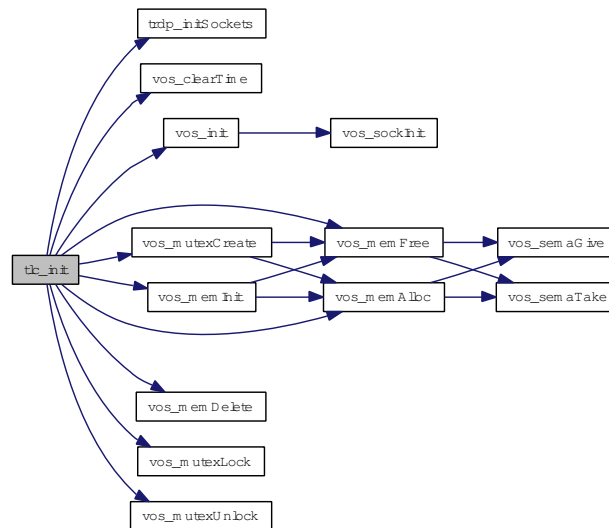 trdp_initSockets
vos_clearTime
vos_init
vos_sockInit
vos_mutexCreate
vos_memFree
vos_semaGive
tlc_init
vos_memInit
vos_memAlloc
vos_semaTake
vos_memDelete
vos_mutexLock
vos_mutexUnlock